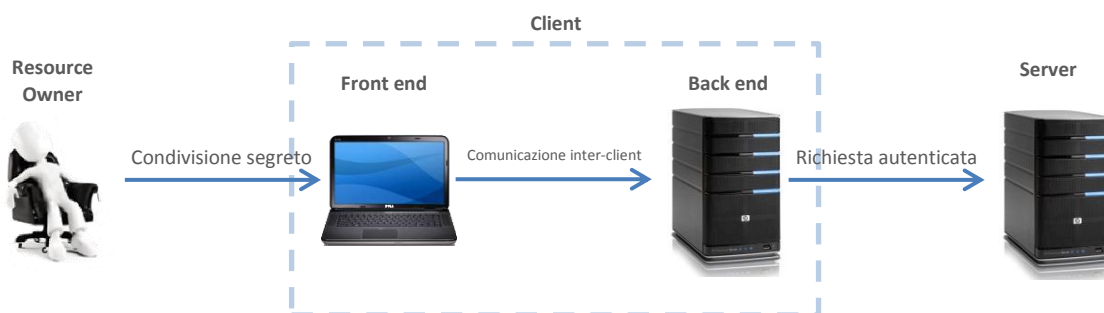 Client
Resource
Owner
Front end
Back end
Server
Condivisione segreto
Comunicazione inter-client
Richiesta autenticata